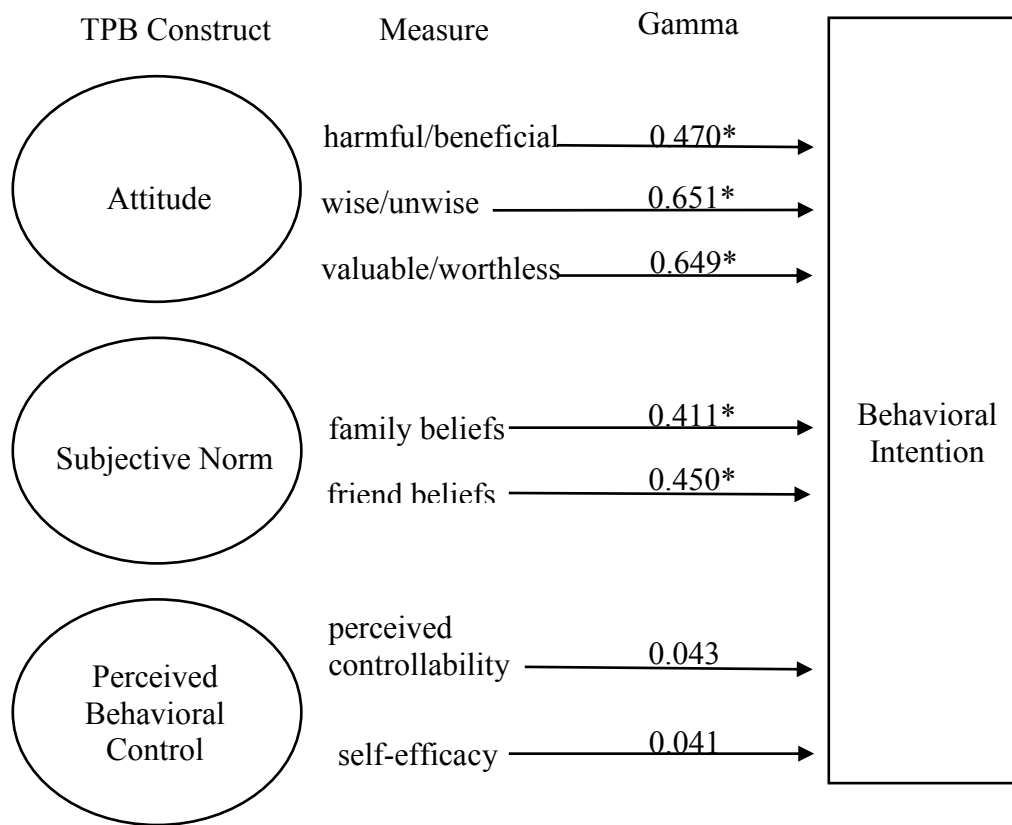 TPB Construct Measure Gamma
harmful/beneficial 0.470*
Attitude wise/unwise 0.651*
valuable/worthless 0.649*
family beliefs 0.411*
Subjective Norm friend beliefs 0.450*
Behavioral
Intention
perceived
controllability 0.043
Perceived
Behavioral
Control
self-efficacy 0.041